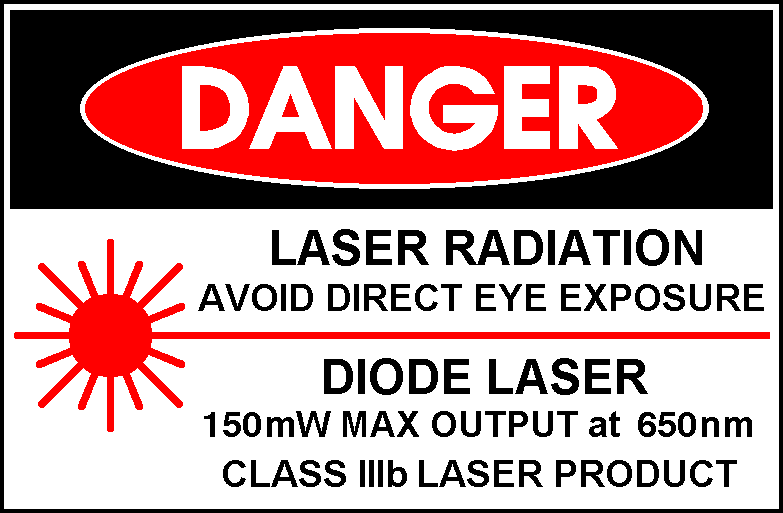 DANGER
LASER RADIATION
AVOID DIRECT EYE EXPOSURE
DIODE LASER
150mW MAX OUTPUT at 650nm
CLASS IIIb LASER PRODUCT